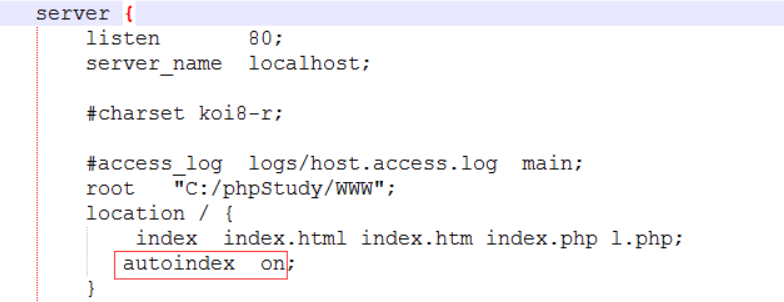 server {
listen 80;
server_name localhost;
#charset koi8-r;
#access_log logs/host.access.log main;
root "C:/phpStudy/WWW";
location / {
index index.html index.htm index.php l.php;
autoindex on;
}